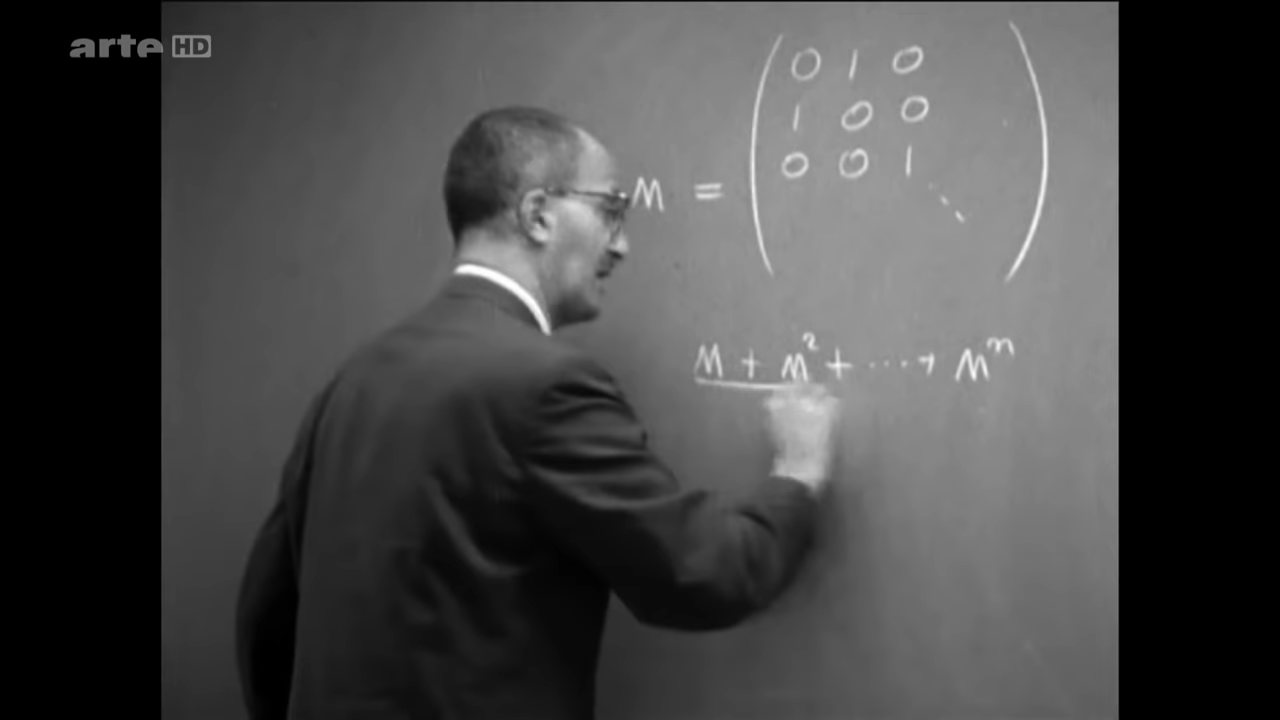 arte HD
0 1 0
1 0 0
M = 0 0 1
M + M² + ⋯ + Mⁿ